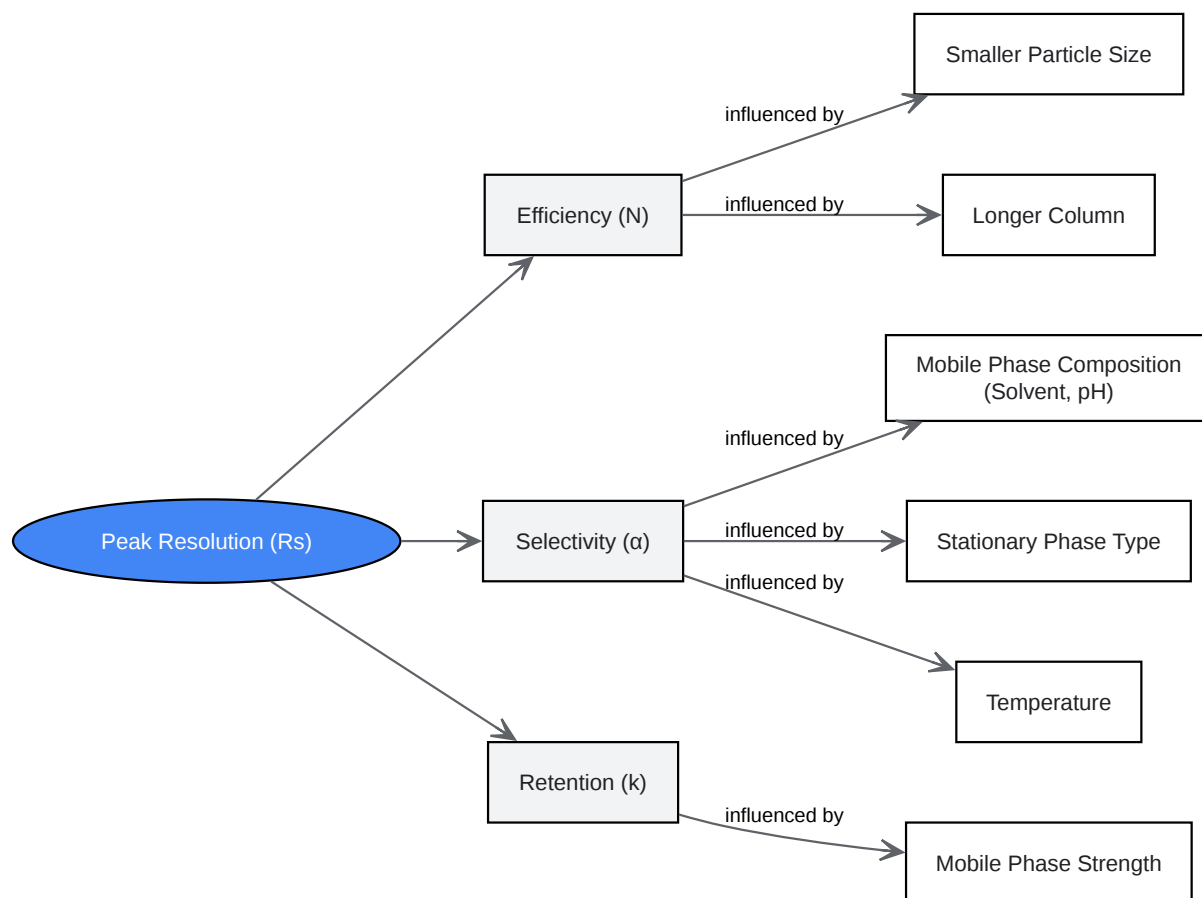 Smaller Particle Size
influenced by
Efficiency (N)
influenced by
Longer Column
Mobile Phase Composition
(Solvent, pH)
influenced by
Peak Resolution (Rs)
Selectivity (α)
influenced by
Stationary Phase Type
influenced by
Temperature
Retention (k)
influenced by
Mobile Phase Strength